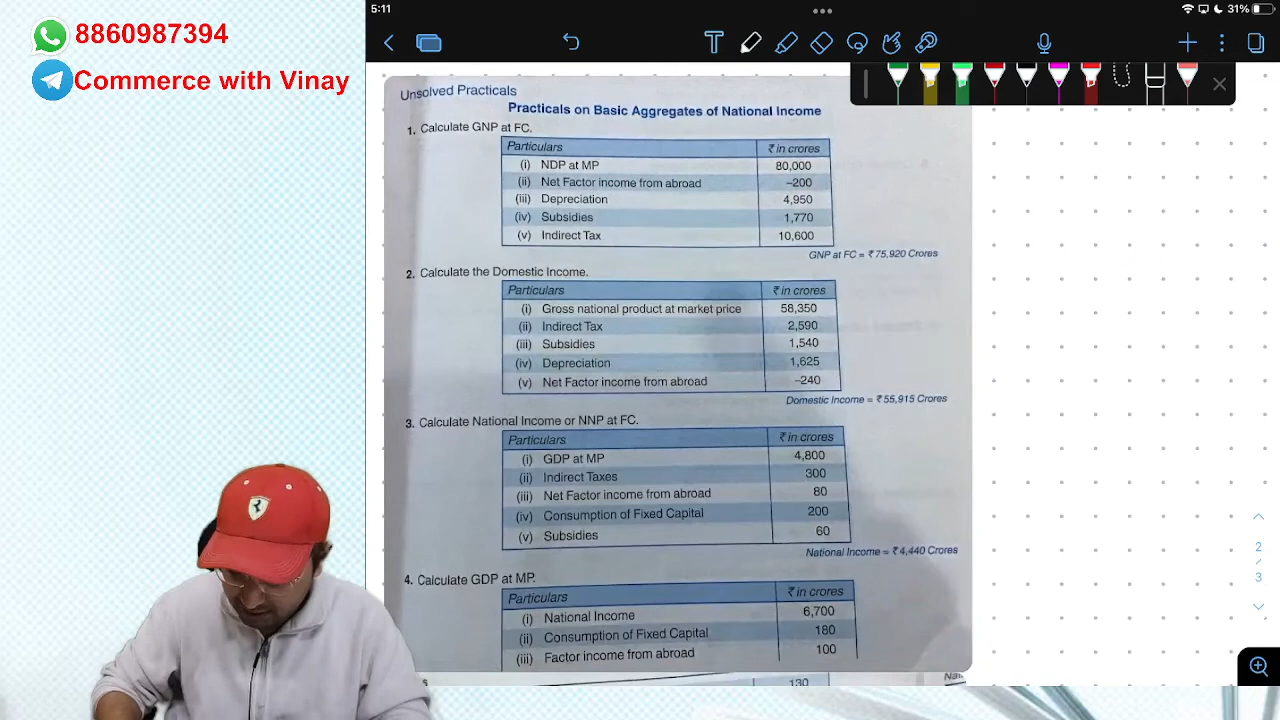 8860987394
Commerce with Vinay
5:11
31%
T
Unsolved Practicals
Practicals on Basic Aggregates of National Income
1. Calculate GNP at FC.
Particulars ₹ in crores
(i) NDP at MP 80,000
(ii) Net Factor income from abroad –200
(iii) Depreciation 4,950
(iv) Subsidies 1,770
(v) Indirect Tax 10,600
GNP at FC = ₹ 75,920 Crores
2. Calculate the Domestic Income.
Particulars ₹ in crores
(i) Gross national product at market price 58,350
(ii) Indirect Tax 2,590
(iii) Subsidies 1,540
(iv) Depreciation 1,625
(v) Net Factor income from abroad –240
Domestic Income = ₹ 55,915 Crores
3. Calculate National Income or NNP at FC.
Particulars ₹ in crores
(i) GDP at MP 4,800
(ii) Indirect Taxes 300
(iii) Net Factor income from abroad 80
(iv) Consumption of Fixed Capital 200
(v) Subsidies 60
National Income = ₹ 4,440 Crores
4. Calculate GDP at MP.
Particulars ₹ in crores
(i) National Income 6,700
(ii) Consumption of Fixed Capital 180
(iii) Factor income from abroad 100
130
2
/
3